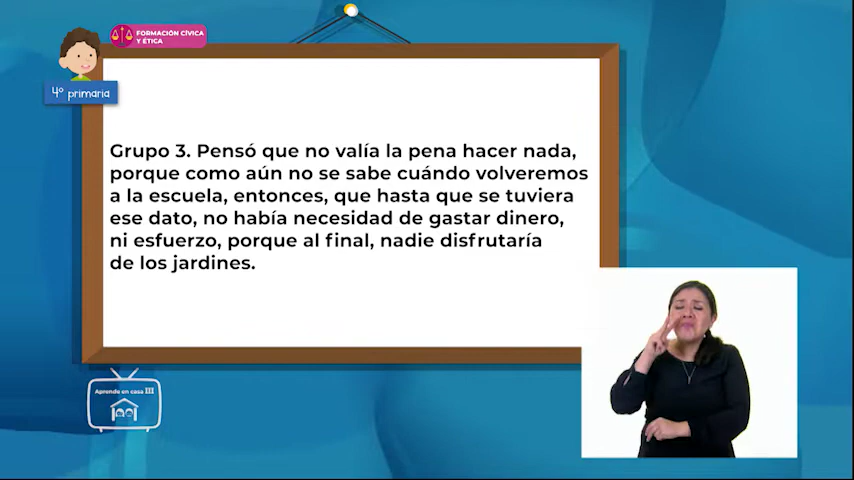 FORMACIÓN CÍVICA
Y ÉTICA
4º primaria
Grupo 3. Pensó que no valía la pena hacer nada,
porque como aún no se sabe cuándo volveremos
a la escuela, entonces, que hasta que se tuviera
ese dato, no había necesidad de gastar dinero,
ni esfuerzo, porque al final, nadie disfrutaría
de los jardines.
Aprende en casa III